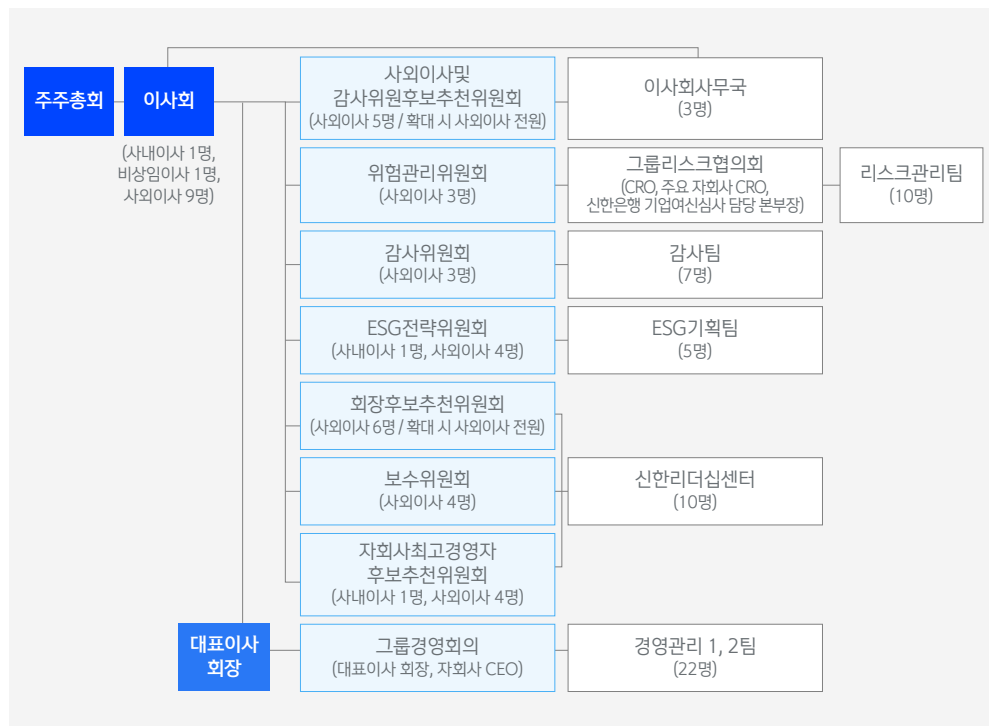 주주총회
이사회
(사내이사 1명,
비상임이사 1명,
사외이사 9명)
사외이사및
감사위원후보추천위원회
(사외이사 5명 / 확대 시 사외이사 전원)
이사회사무국
(3명)
위험관리위원회
(사외이사 3명)
그룹리스크협의회
(CRO, 주요 자회사 CRO,
신한은행 기업여신심사 담당 본부장)
리스크관리팀
(10명)
감사위원회
(사외이사 3명)
감사팀
(7명)
ESG전략위원회
(사내이사 1명, 사외이사 4명)
ESG기획팀
(5명)
회장후보추천위원회
(사외이사 6명 / 확대 시 사외이사 전원)
보수위원회
(사외이사 4명)
신한리더십센터
(10명)
자회사최고경영자
후보추천위원회
(사내이사 1명, 사외이사 4명)
대표이사
회장
그룹경영회의
(대표이사 회장, 자회사 CEO)
경영관리 1, 2팀
(22명)